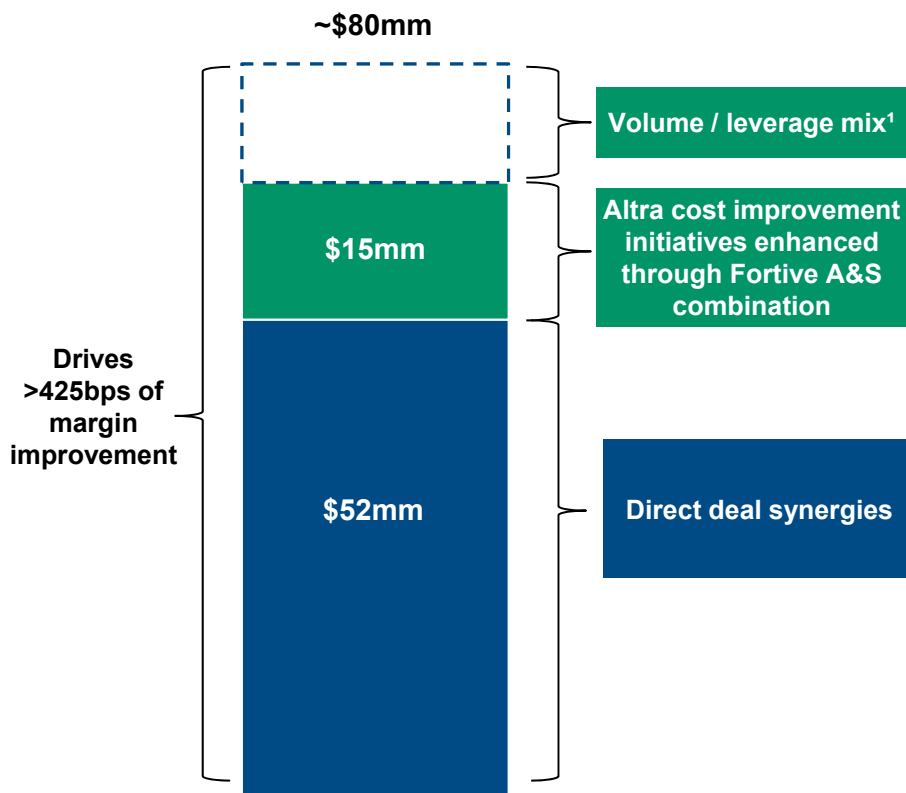 ~$80mm
Volume / leverage mix¹
Altra cost improvement
initiatives enhanced
through Fortive A&S
combination
$15mm
Drives
>425bps of
margin
improvement
$52mm
Direct deal synergies